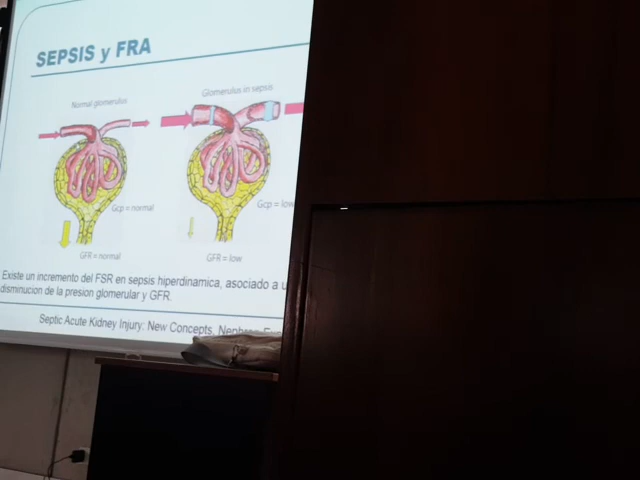 SEPSIS y FRA
Normal glomerulus
Glomerulus in sepsis
Gcp = normal
Gcp = low
GFR = normal
GFR = low
Existe un incremento del FSR en sepsis hiperdinamica, asociado a
disminucion de la presion glomerular y GFR.
Septic Acute Kidney Injury: New Concepts, Nephron